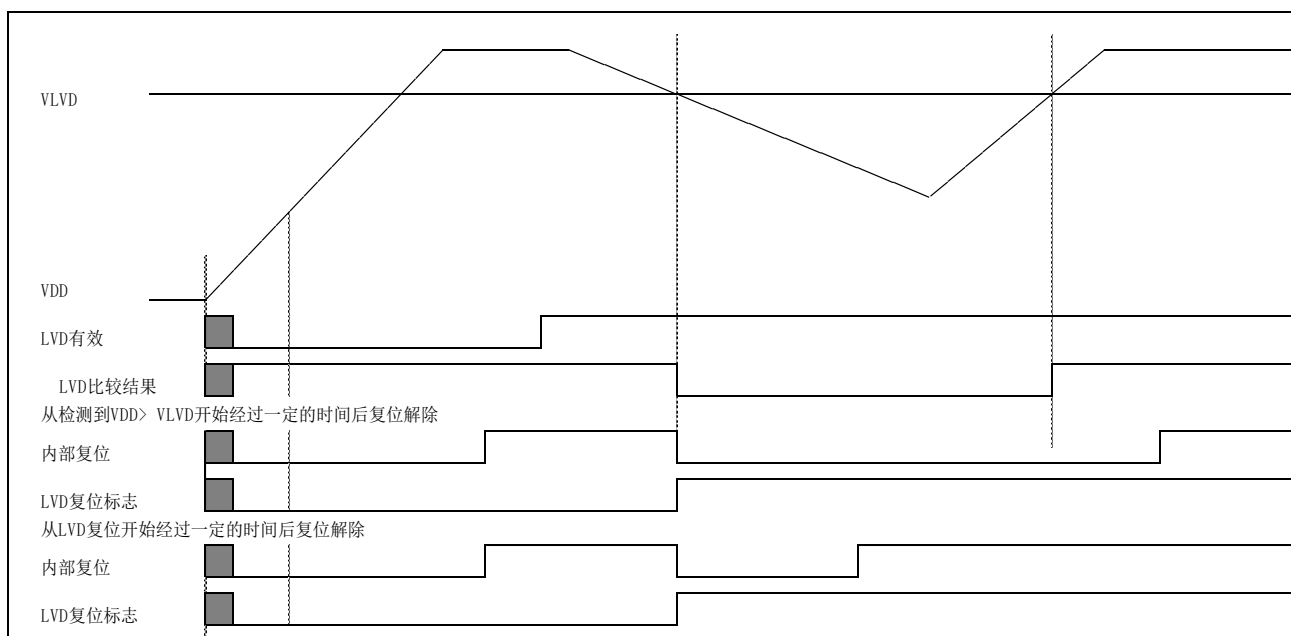 VLVD
VDD
LVD有效
LVD比较结果
从检测到VDD> VLVD开始经过一定的时间后复位解除
内部复位
LVD复位标志
从LVD复位开始经过一定的时间后复位解除
内部复位
LVD复位标志